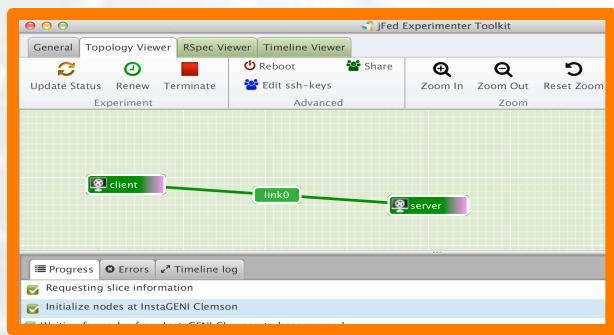 jFed Experimenter Toolkit
General Topology Viewer RSpec Viewer Timeline Viewer
Update Status Renew Terminate Reboot Share Edit ssh-keys Zoom In Zoom Out Reset Zoom
Experiment Advanced Zoom
client
link0
server
Progress Errors Timeline log
Requesting slice information
Initialize nodes at InstaGENI Clemson